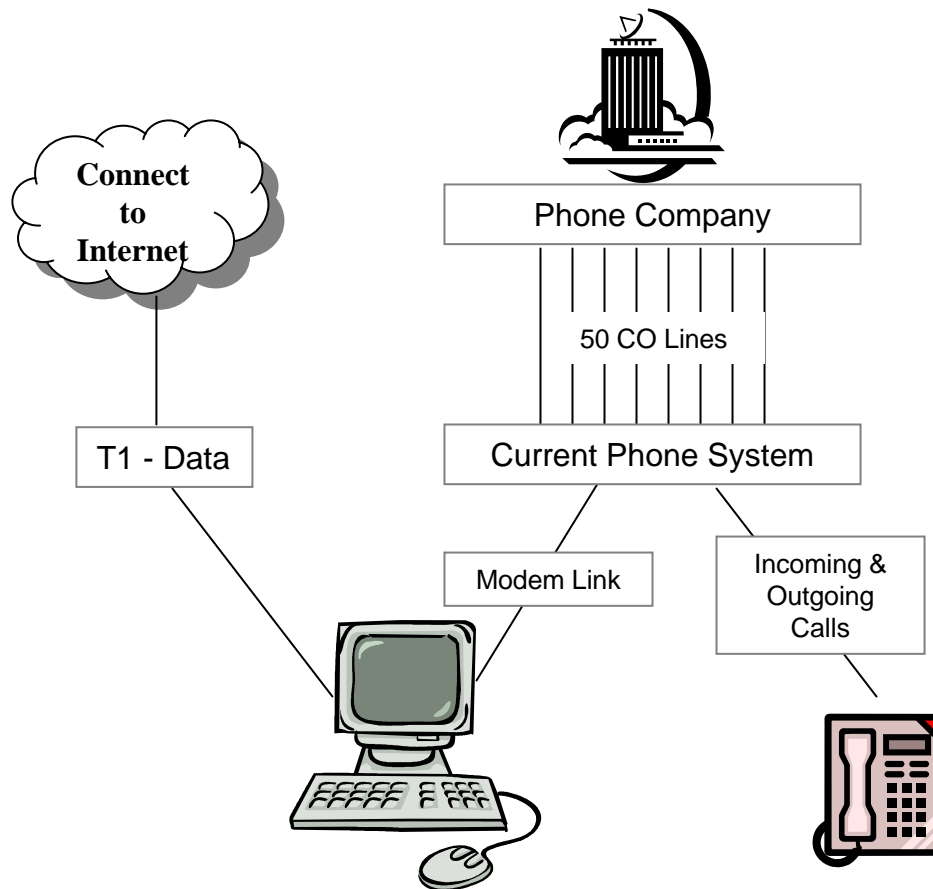 Connect
to
Internet
Phone Company
50 CO Lines
T1 - Data
Current Phone System
Modem Link
Incoming &
Outgoing
Calls